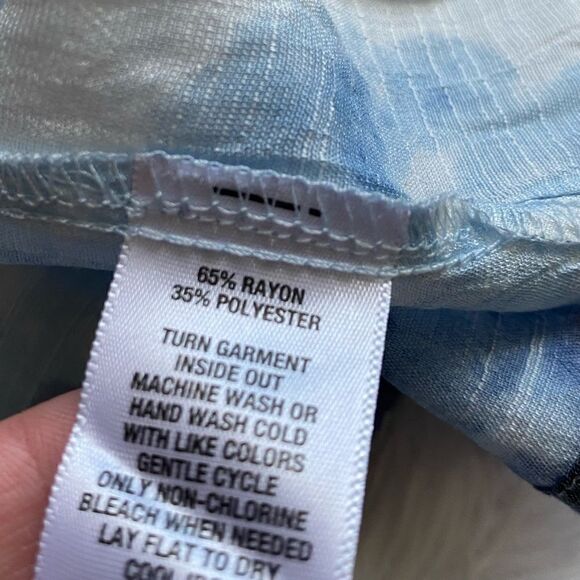 65% RAYON
35% POLYESTER
TURN GARMENT
INSIDE OUT
MACHINE WASH OR
HAND WASH COLD
WITH LIKE COLORS
GENTLE CYCLE
ONLY NON-CHLORINE
BLEACH WHEN NEEDED
LAY FLAT TO DRY
COOL